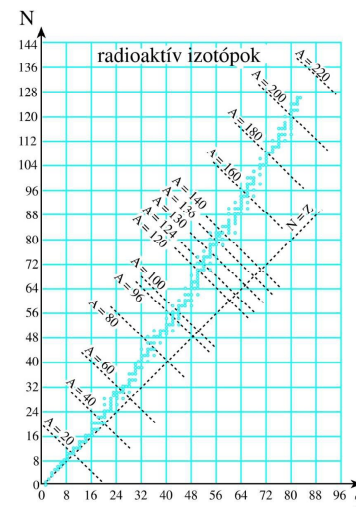 N
radioaktív izotópok
144
136
128
120
112
104
96
88
80
72
64
56
48
40
32
24
16
8
0
A = 220
A = 200
A = 180
A = 160
A = 140
A = 136
A = 130
A = 124
A = 120
A = 100
A = 96
A = 80
A = 60
A = 40
A = 20
N = Z
0 8 16 24 32 40 48 56 64 72 80 88 96